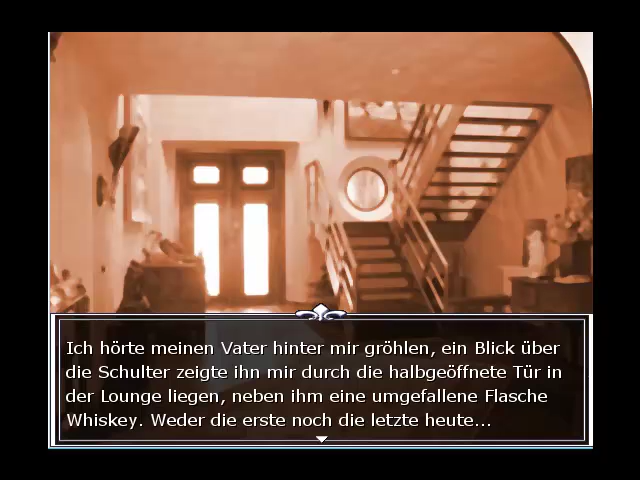 Ich hörte meinen Vater hinter mir gröhlen, ein Blick über
die Schulter zeigte ihn mir durch die halbgeöffnete Tür in
der Lounge liegen, neben ihm eine umgefallene Flasche
Whiskey. Weder die erste noch die letzte heute...